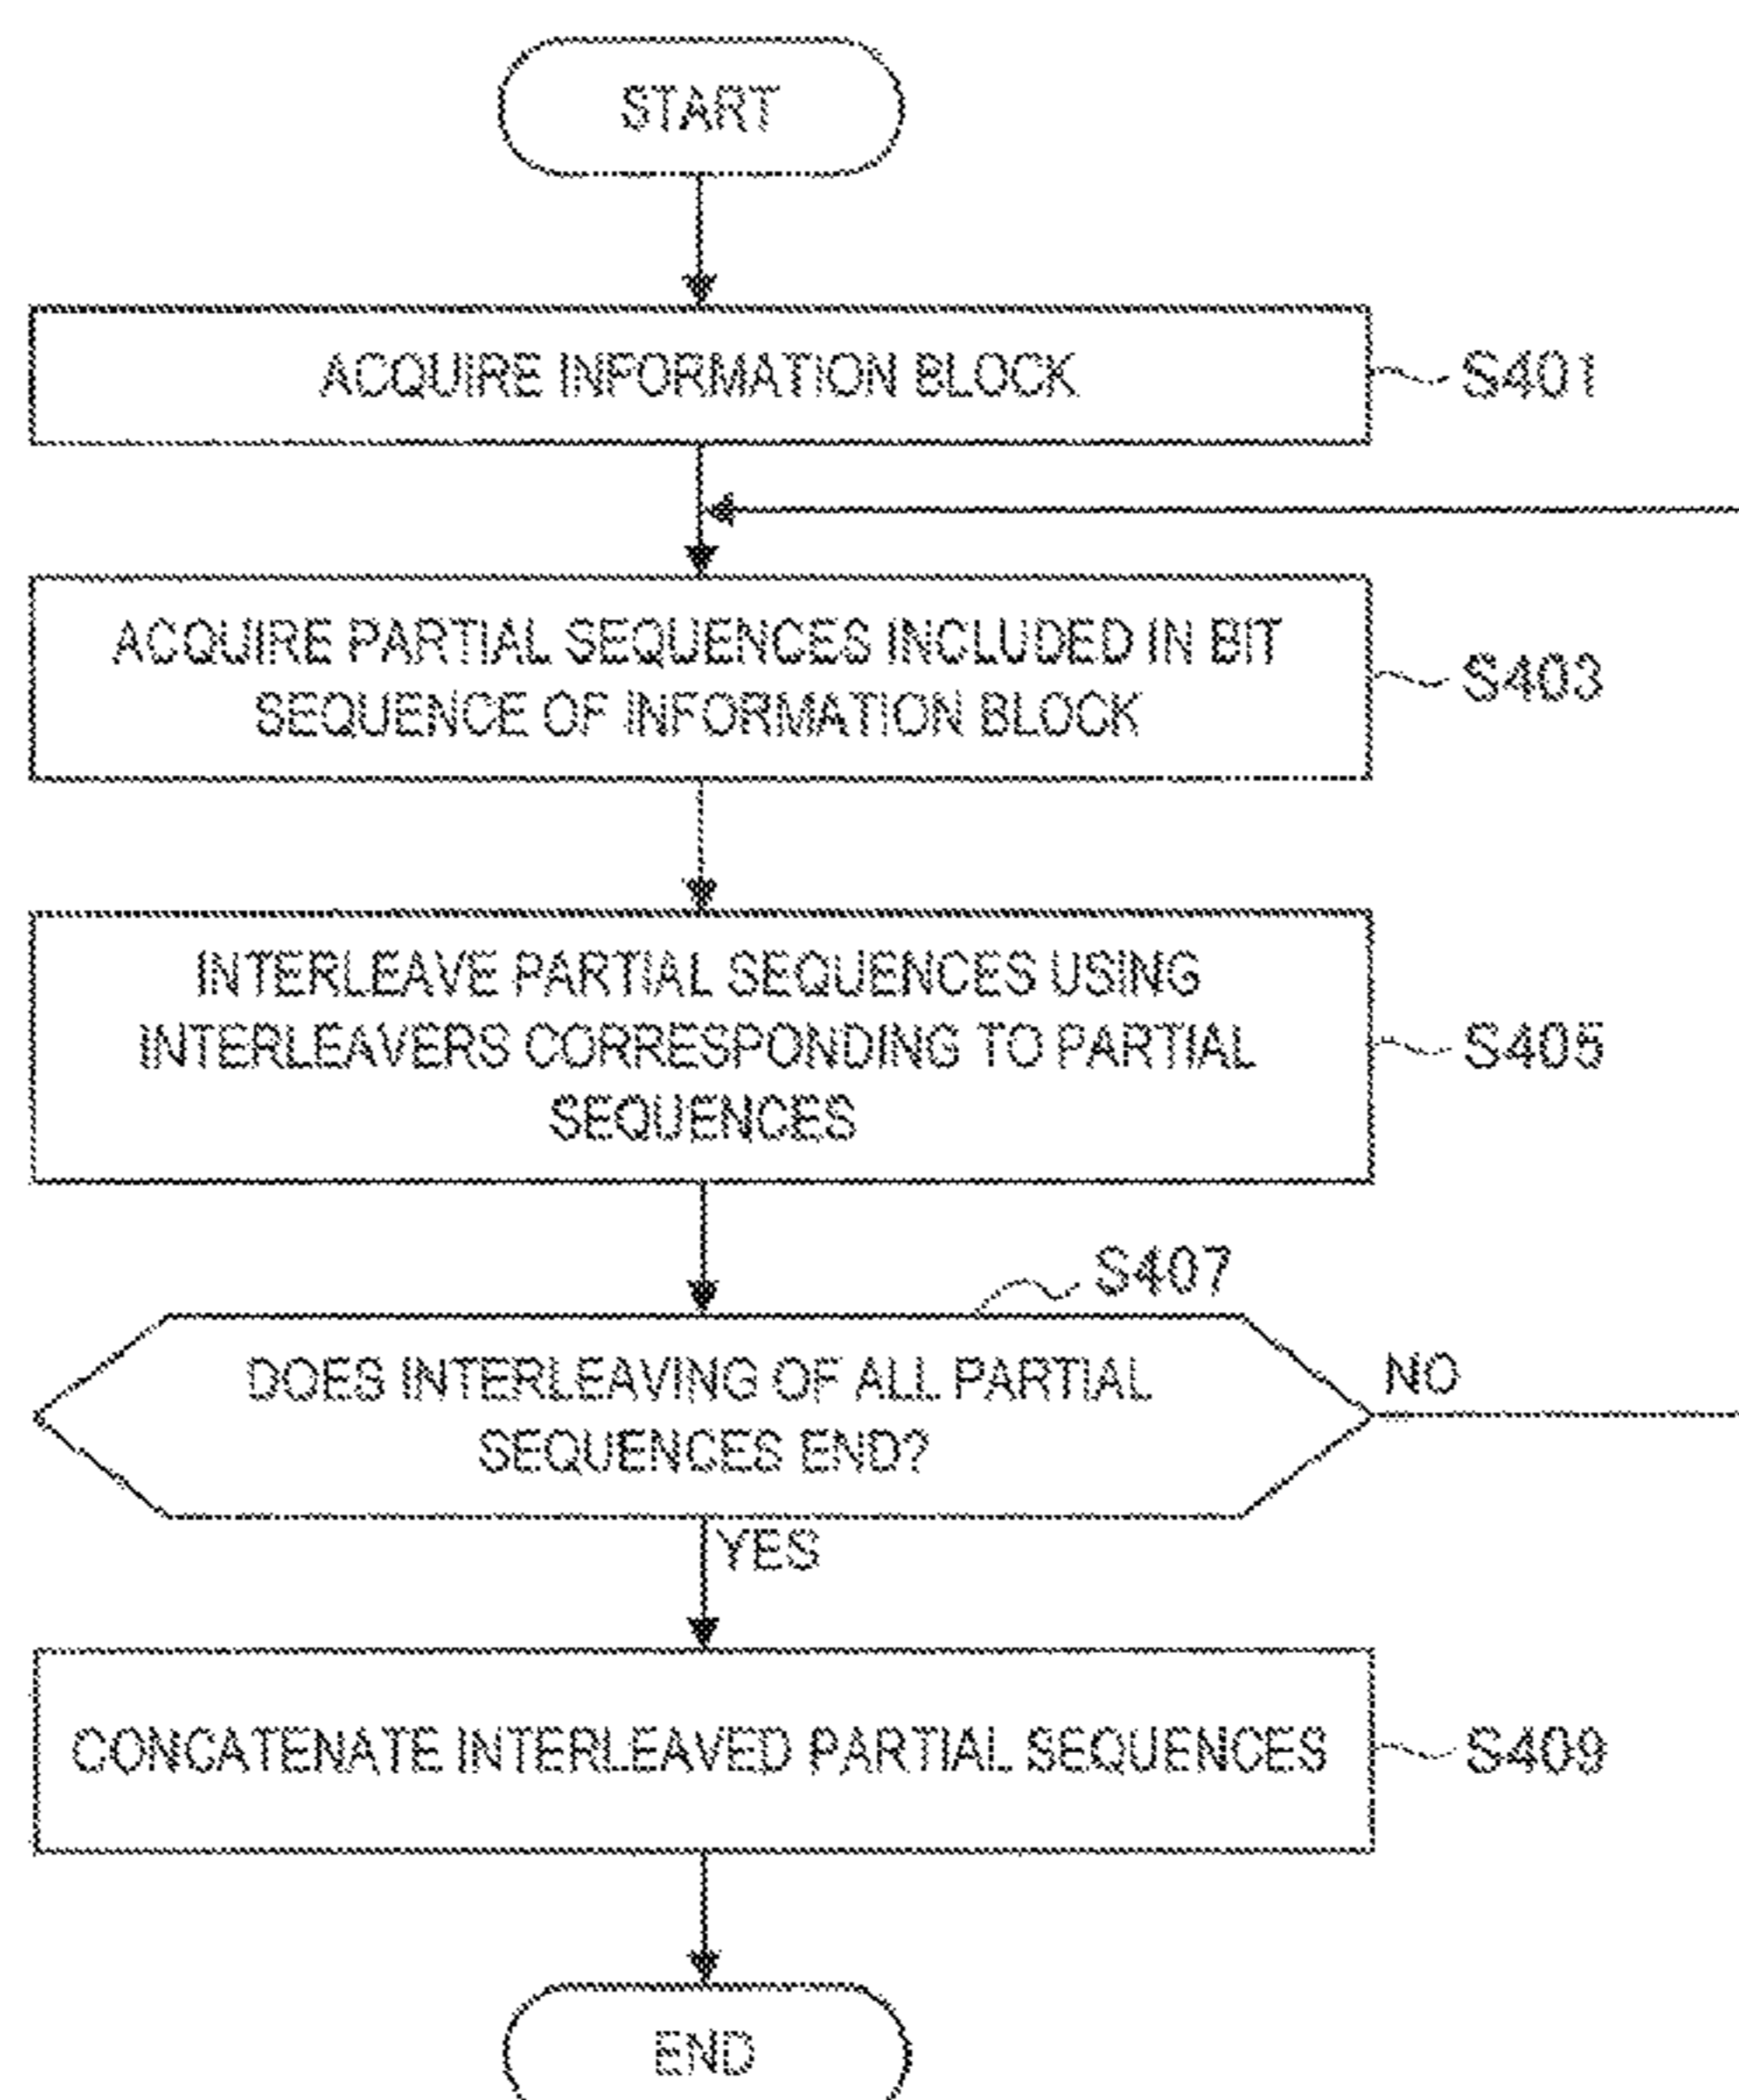 START
ACQUIRE INFORMATION BLOCK
S401
ACQUIRE PARTIAL SEQUENCES INCLUDED IN BIT
SEQUENCE OF INFORMATION BLOCK
S403
INTERLEAVE PARTIAL SEQUENCES USING
INTERLEAVERS CORRESPONDING TO PARTIAL
SEQUENCES
S405
S407
DOES INTERLEAVING OF ALL PARTIAL
SEQUENCES END?
NO
YES
CONCATENATE INTERLEAVED PARTIAL SEQUENCES
S409
END